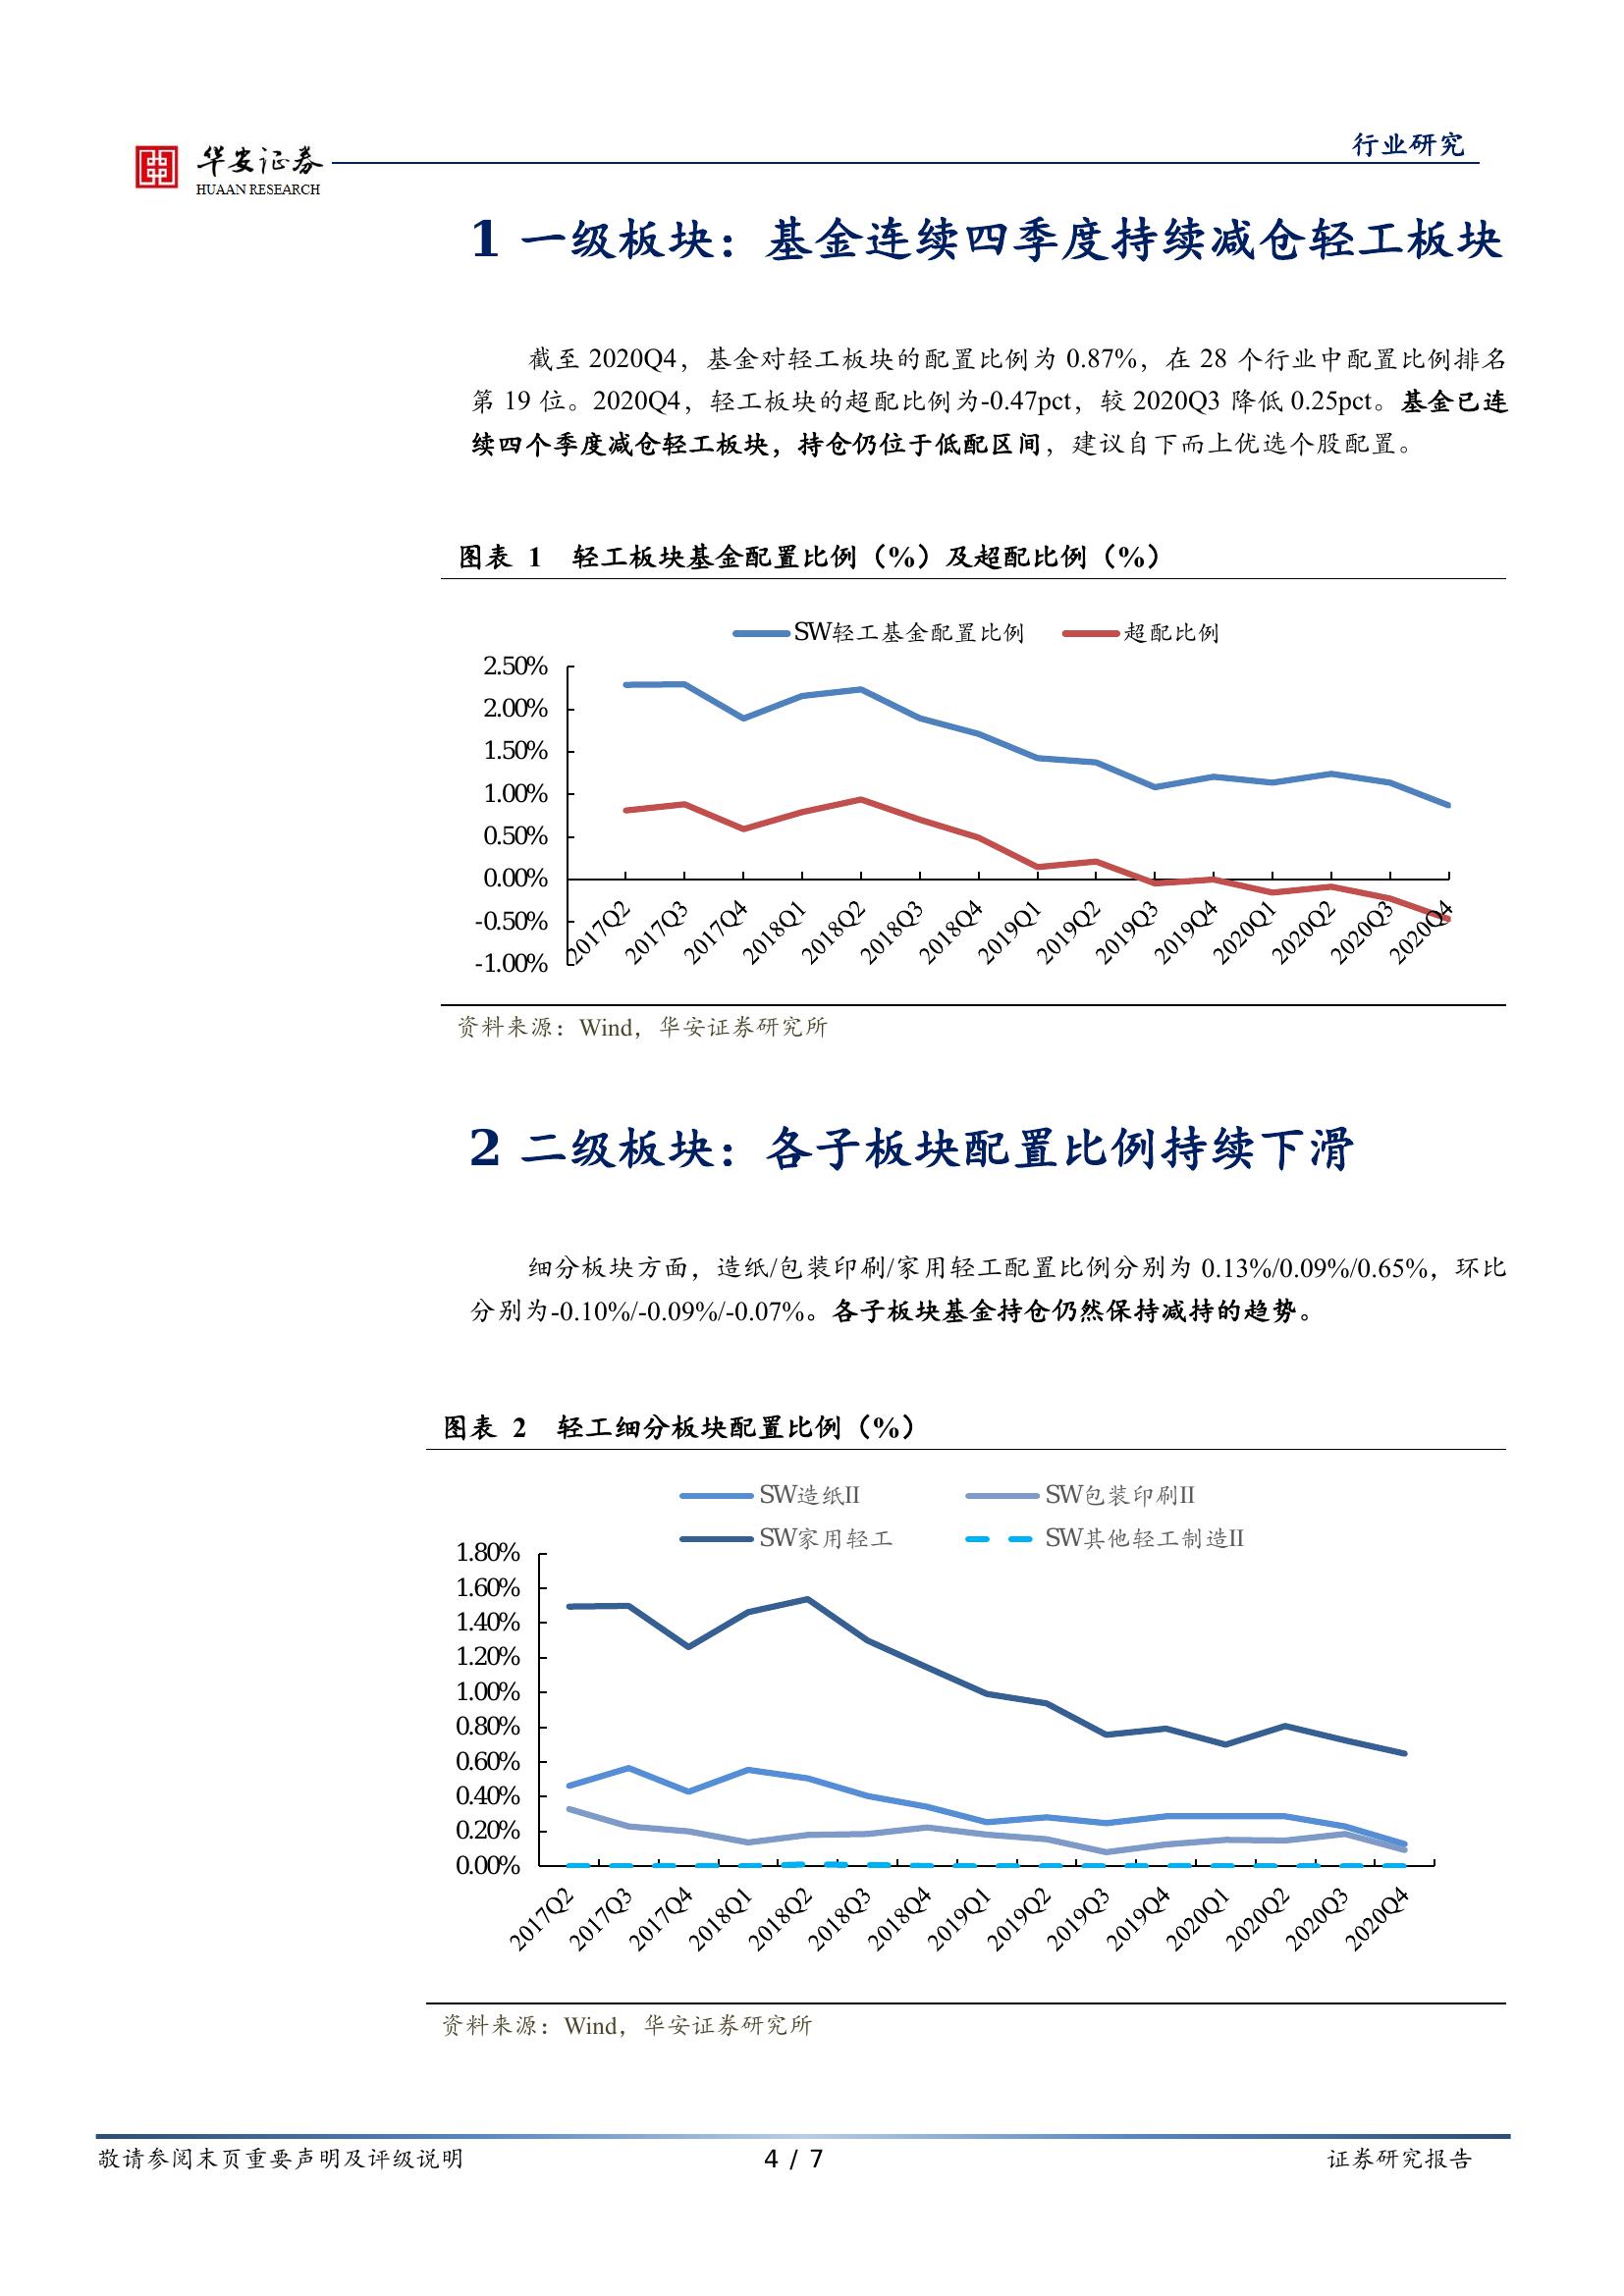 行业研究
华安证券
HUAAN RESEARCH
1 一级板块：基金连续四季度持续减仓轻工板块
截至 2020Q4，基金对轻工板块的配置比例为 0.87%，在 28 个行业中配置比例排名
第 19 位。2020Q4，轻工板块的超配比例为-0.47pct，较 2020Q3 降低 0.25pct。基金已连
续四个季度减仓轻工板块，持仓仍位于低配区间，建议自下而上优选个股配置。
图表 1 轻工板块基金配置比例（%）及超配比例（%）
SW轻工基金配置比例 超配比例
2.50%
2.00%
1.50%
1.00%
0.50%
0.00%
-0.50%
-1.00%
2017Q2 2017Q3 2017Q4 2018Q1 2018Q2 2018Q3 2018Q4 2019Q1 2019Q2 2019Q3 2019Q4 2020Q1 2020Q2 2020Q3 2020Q4
资料来源：Wind，华安证券研究所
2 二级板块：各子板块配置比例持续下滑
细分板块方面，造纸/包装印刷/家用轻工配置比例分别为 0.13%/0.09%/0.65%，环比
分别为-0.10%/-0.09%/-0.07%。各子板块基金持仓仍然保持减持的趋势。
图表 2 轻工细分板块配置比例（%）
SW造纸II SW包装印刷II
SW家用轻工 SW其他轻工制造II
1.80%
1.60%
1.40%
1.20%
1.00%
0.80%
0.60%
0.40%
0.20%
0.00%
2017Q2 2017Q3 2017Q4 2018Q1 2018Q2 2018Q3 2018Q4 2019Q1 2019Q2 2019Q3 2019Q4 2020Q1 2020Q2 2020Q3 2020Q4
资料来源：Wind，华安证券研究所
敬请参阅末页重要声明及评级说明 4 / 7 证券研究报告